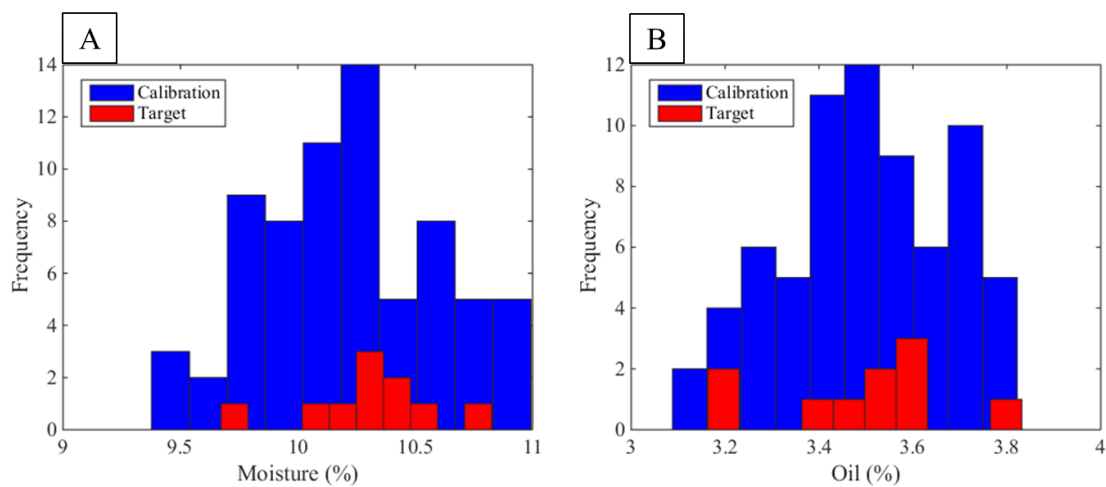 A
14
12
10
8
6
4
2
0
Frequency
Calibration
Target
9
9.5
10
10.5
11
Moisture (%)
B
12
10
8
6
4
2
0
Frequency
Calibration
Target
3
3.2
3.4
3.6
3.8
4
Oil (%)